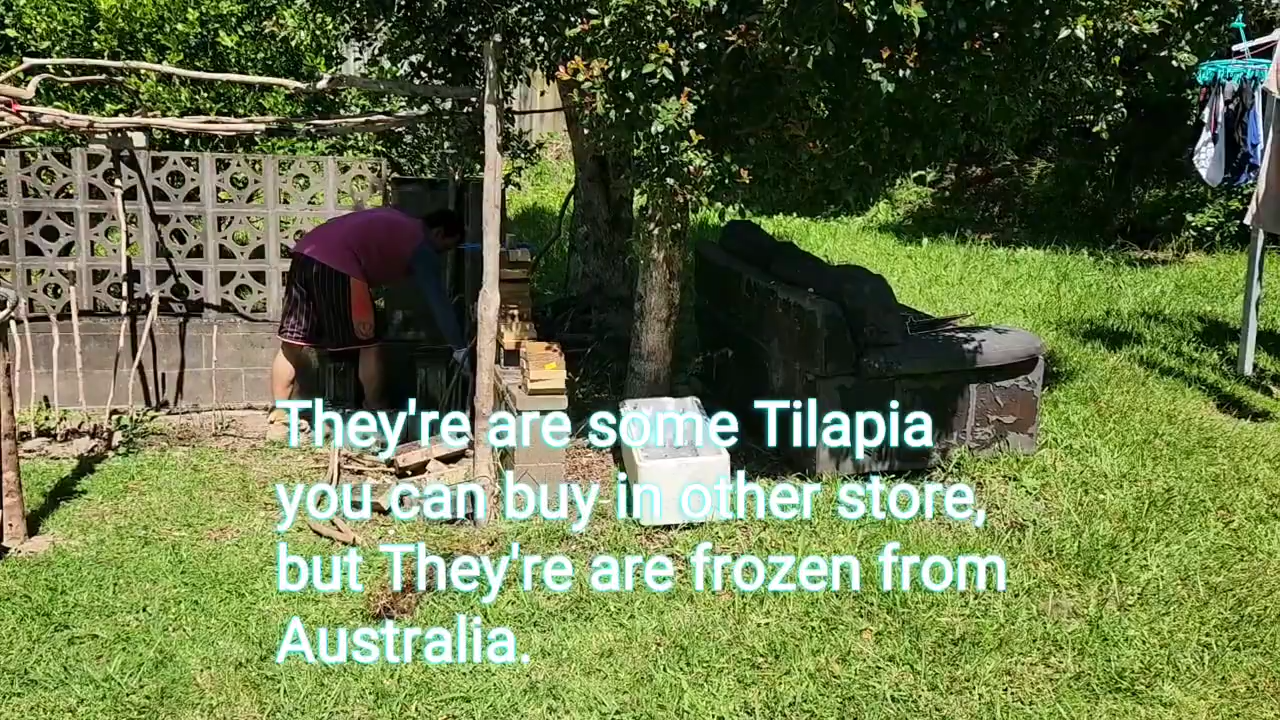 They're are some Tilapia
you can buy in other store,
but They're are frozen from
Australia.